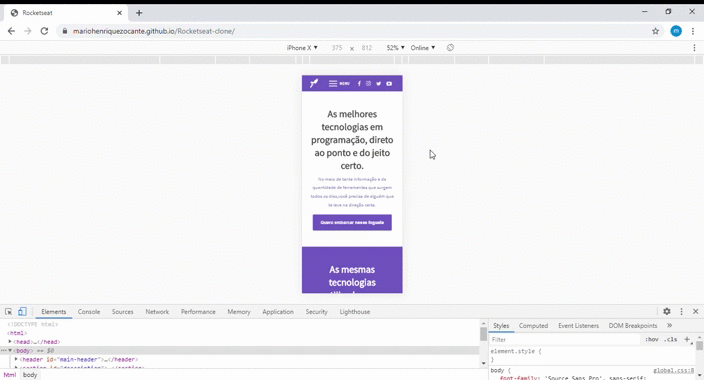 Rocketseat
mariohenriquezocante.github.io/Rocketseat-clone/
m
iPhone X ▼ 375 × 812 52% ▼ Online ▼
MENU
As melhores
tecnologias em
programação, direto
ao ponto e do jeito
certo.
No meio de tanta informação e da
quantidade de ferramentas que surgem
todos os dias, você precisa de alguém que
te leve na direção certa.
Quero embarcar nesse foguete
As mesmas
tecnologias
Elements Console Sources Network Performance Memory Application Security Lighthouse
<!DOCTYPE html>
<html>
<head>…</head>
<body> == $0
<header id="main-header">…</header>
html body
Styles Computed Event Listeners DOM Breakpoints
Filter :hov .cls
element.style {
}
body { global.css:8
font-family: 'Source Sans Pro', sans-serif;